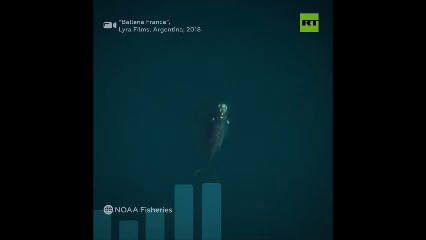 "Ballena Franca",
Lyra Films, Argentina, 2018
RT
NOAA Fisheries